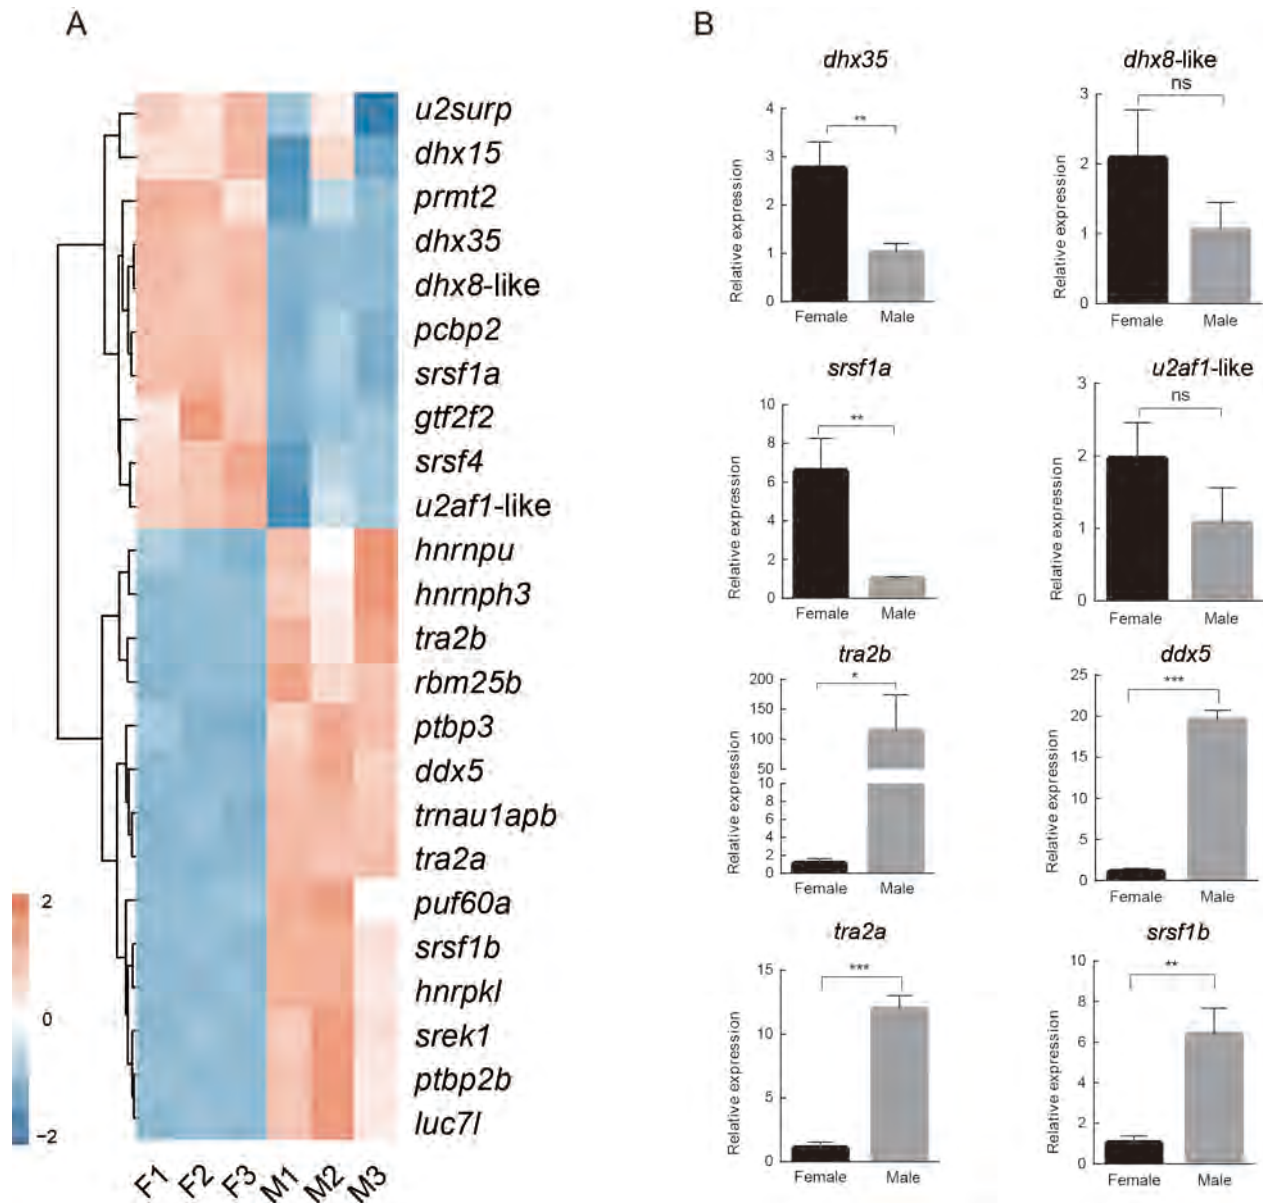 A
u2surp
dhx15
prmt2
dhx35
dhx8-like
pcbp2
srsf1a
gtf2f2
srsf4
u2af1-like
hnrnpu
hnrnph3
tra2b
rbm25b
ptbp3
ddx5
trnau1apb
tra2a
puf60a
srsf1b
hnrpkl
srek1
ptbp2b
luc7l
2
0
−2
F1 F2 F3 M1 M2 M3
B
dhx35
**
Relative expression
4
3
2
1
0
Female Male
dhx8-like
ns
Relative expression
3
2
1
0
Female Male
srsf1a
**
Relative expression
10
8
6
4
2
0
Female Male
u2af1-like
ns
Relative expression
3
2
1
0
Female Male
tra2b
*
Relative expression
200
150
100
50
10
8
6
4
2
0
Female Male
ddx5
***
Relative expression
25
20
15
10
5
0
Female Male
tra2a
***
Relative expression
15
10
5
0
Female Male
srsf1b
**
Relative expression
10
8
6
4
2
0
Female Male